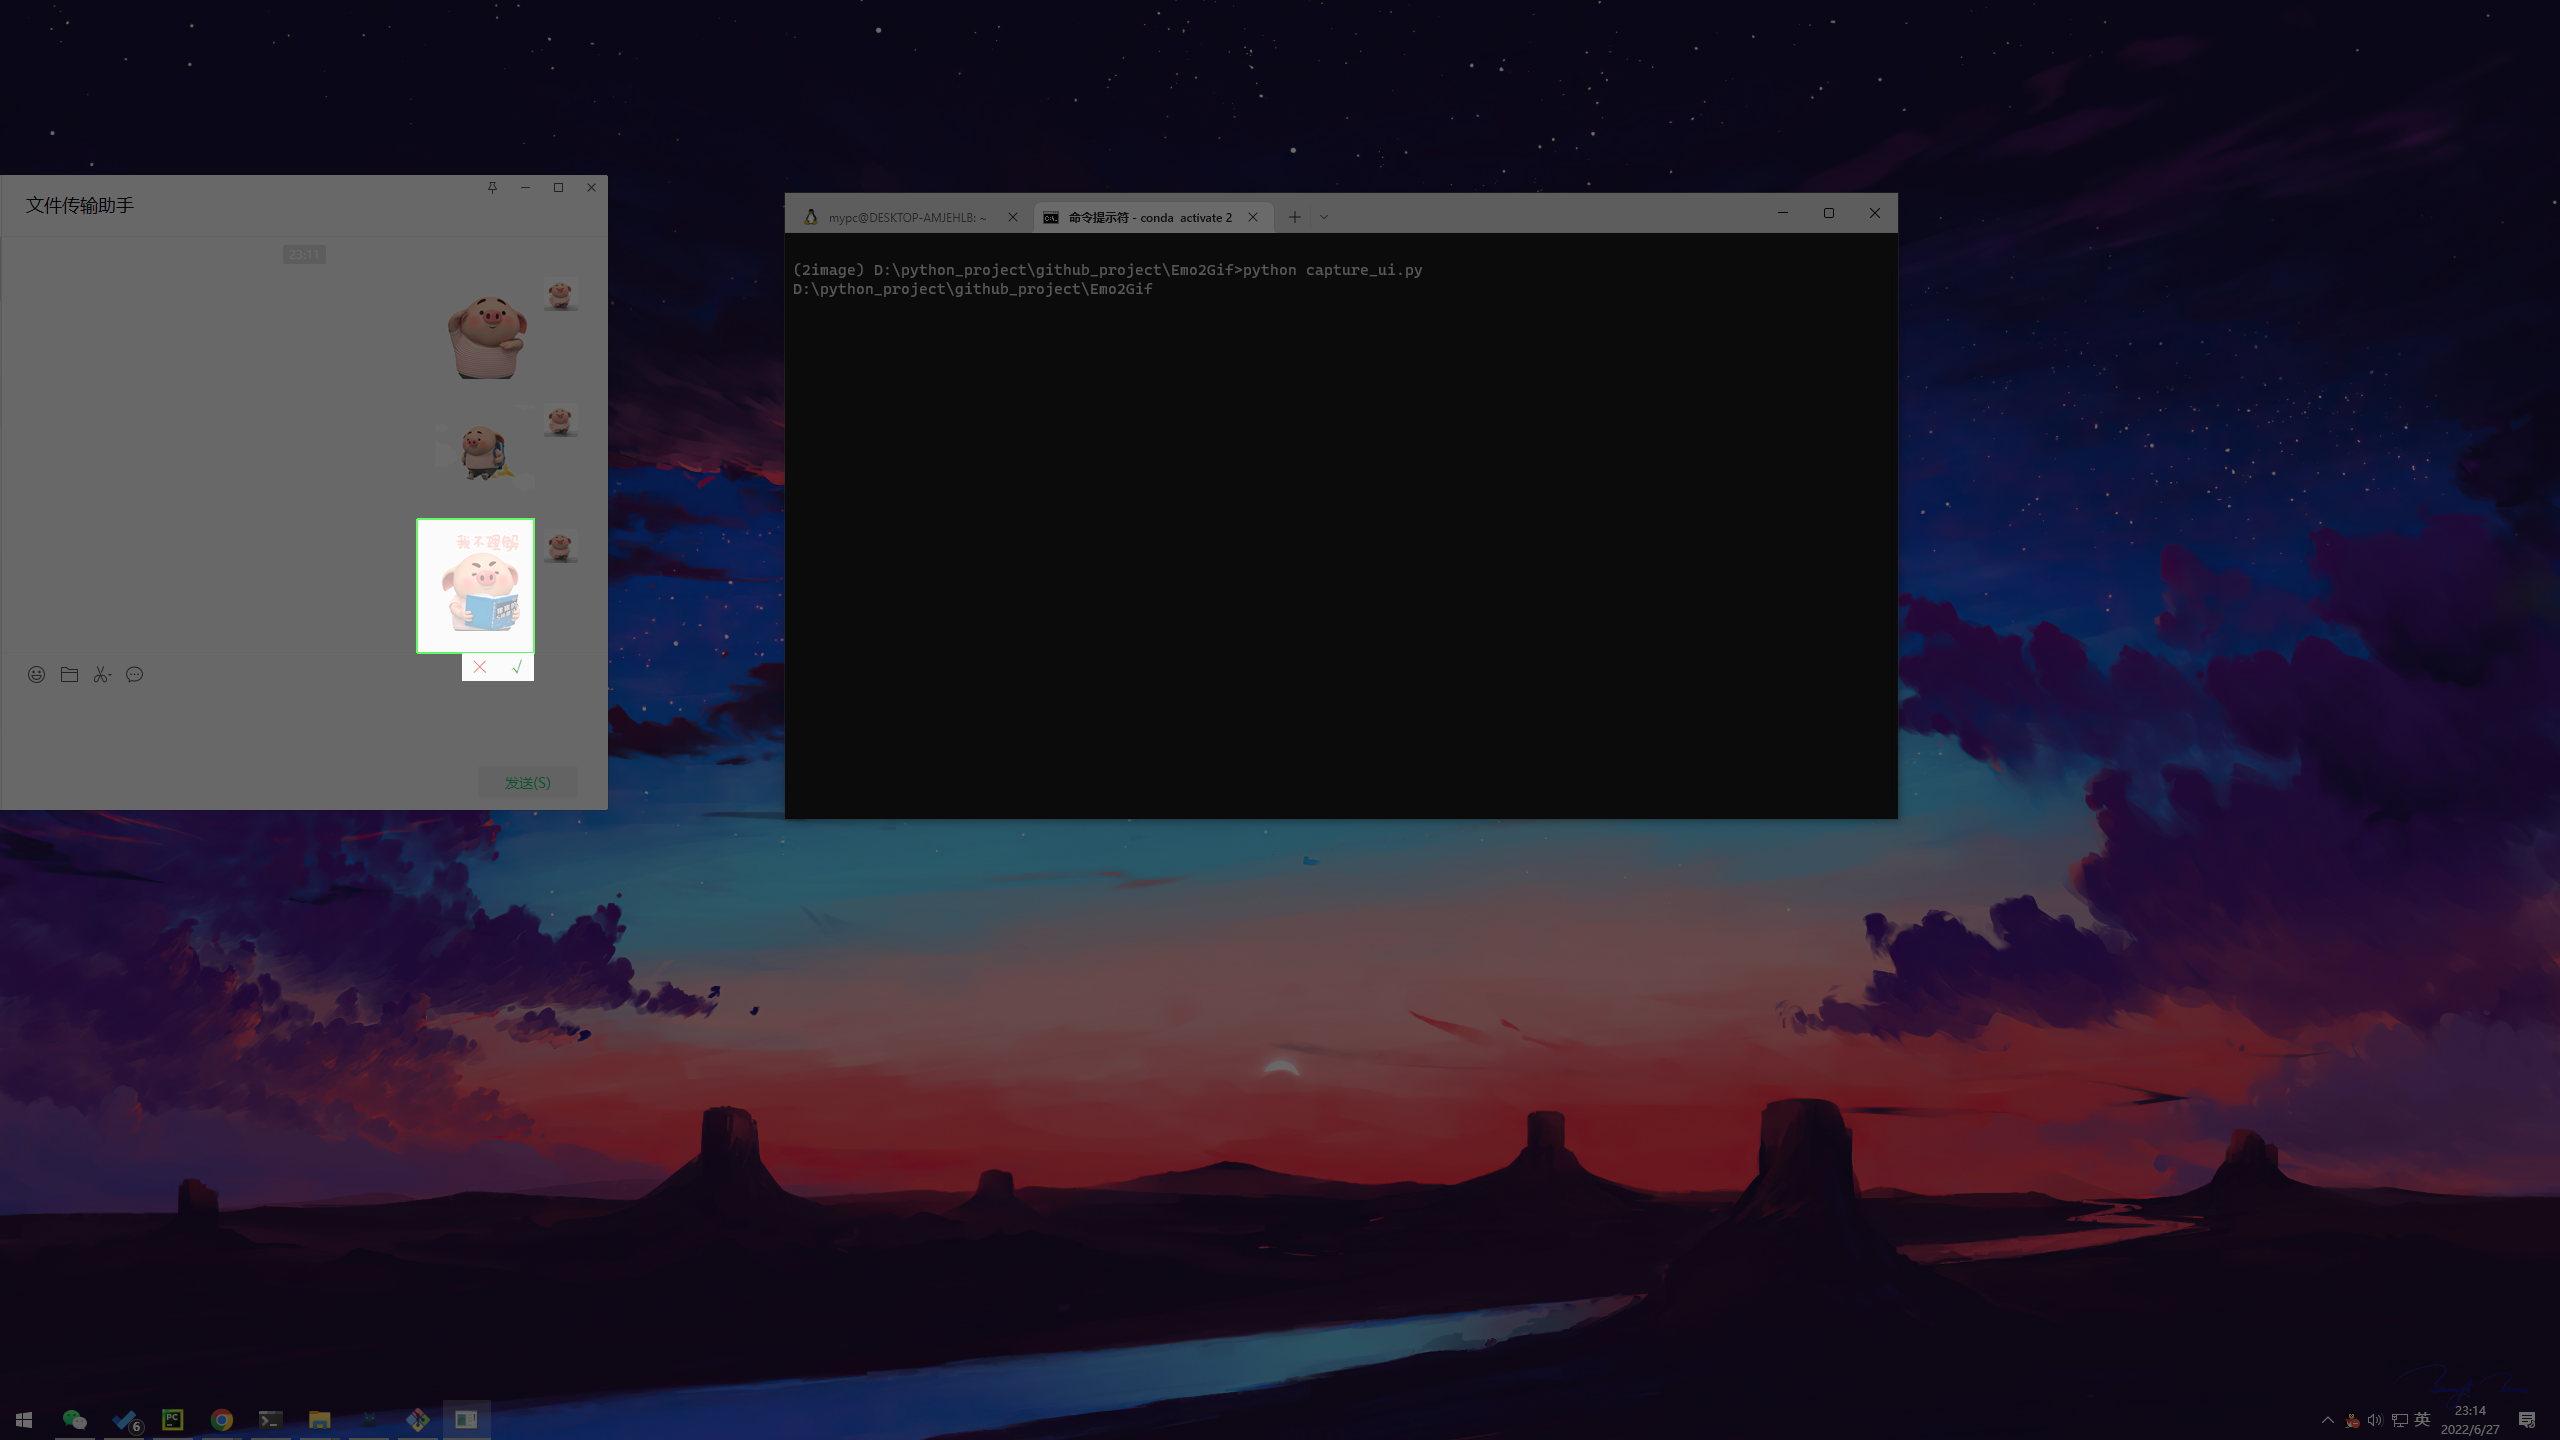 文件传输助手
23:11
我不理解
发送(S)
mypc@DESKTOP-AMJEHLB: ~
命令提示符 - conda  activate 2
(2image) D:\python_project\github_project\Emo2Gif>python capture_ui.py
D:\python_project\github_project\Emo2Gif
6
PC
英
23:14
2022/6/27